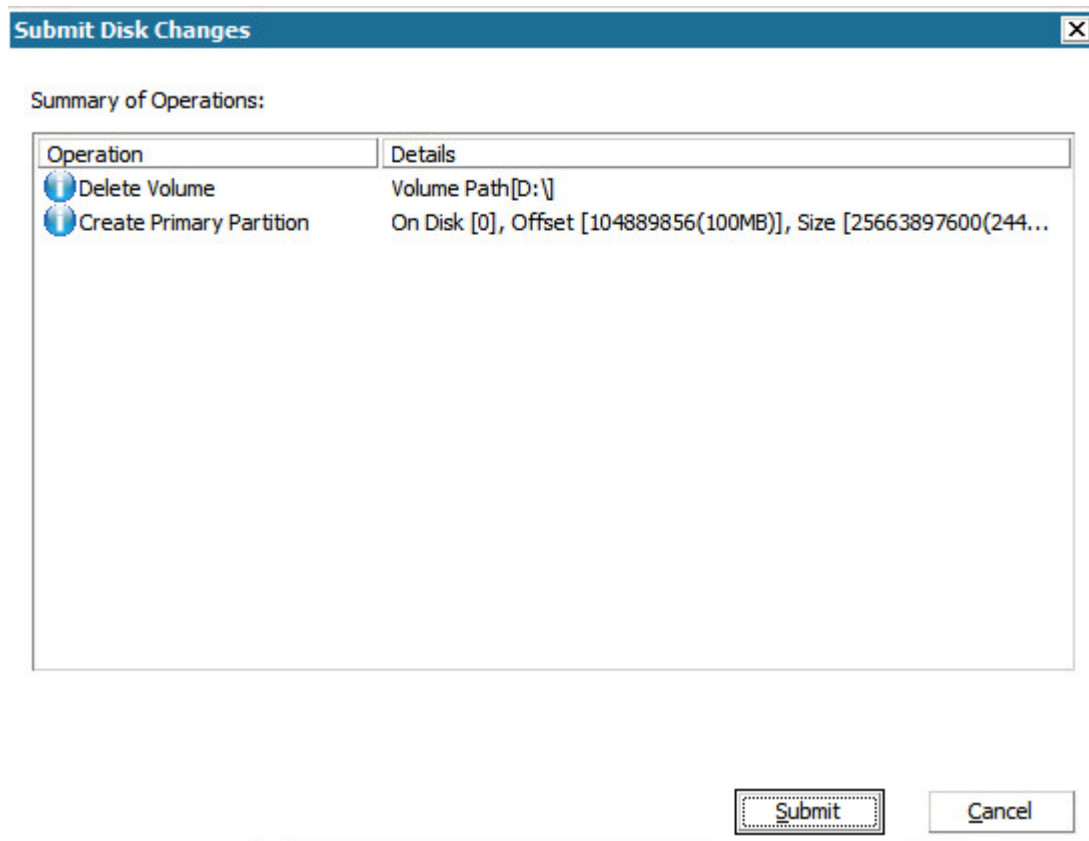 Submit Disk Changes
Summary of Operations:
Operation Details
Delete Volume Volume Path[D:\]
Create Primary Partition On Disk [0], Offset [104889856(100MB)], Size [25663897600(244...
Submit Cancel